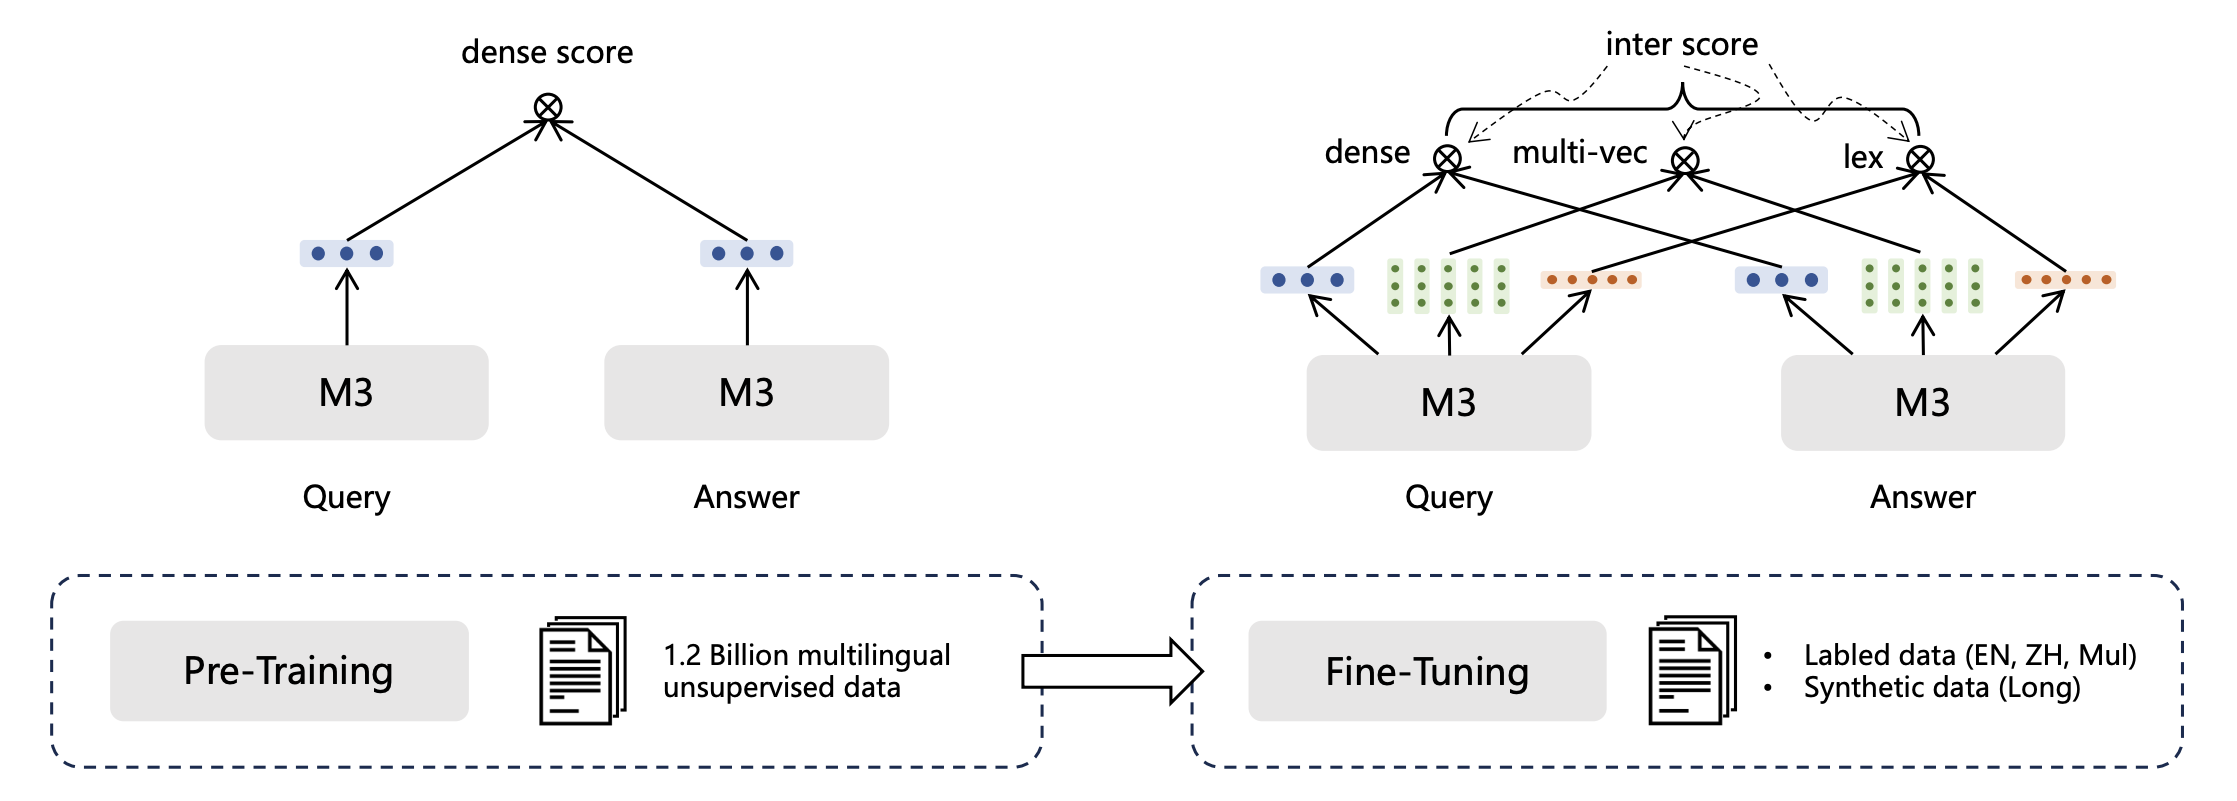 dense score
M3
M3
Query
Answer
inter score
dense
multi-vec
lex
M3
M3
Query
Answer
Pre-Training
1.2 Billion multilingual
unsupervised data
Fine-Tuning
• Labled data (EN, ZH, Mul)
• Synthetic data (Long)